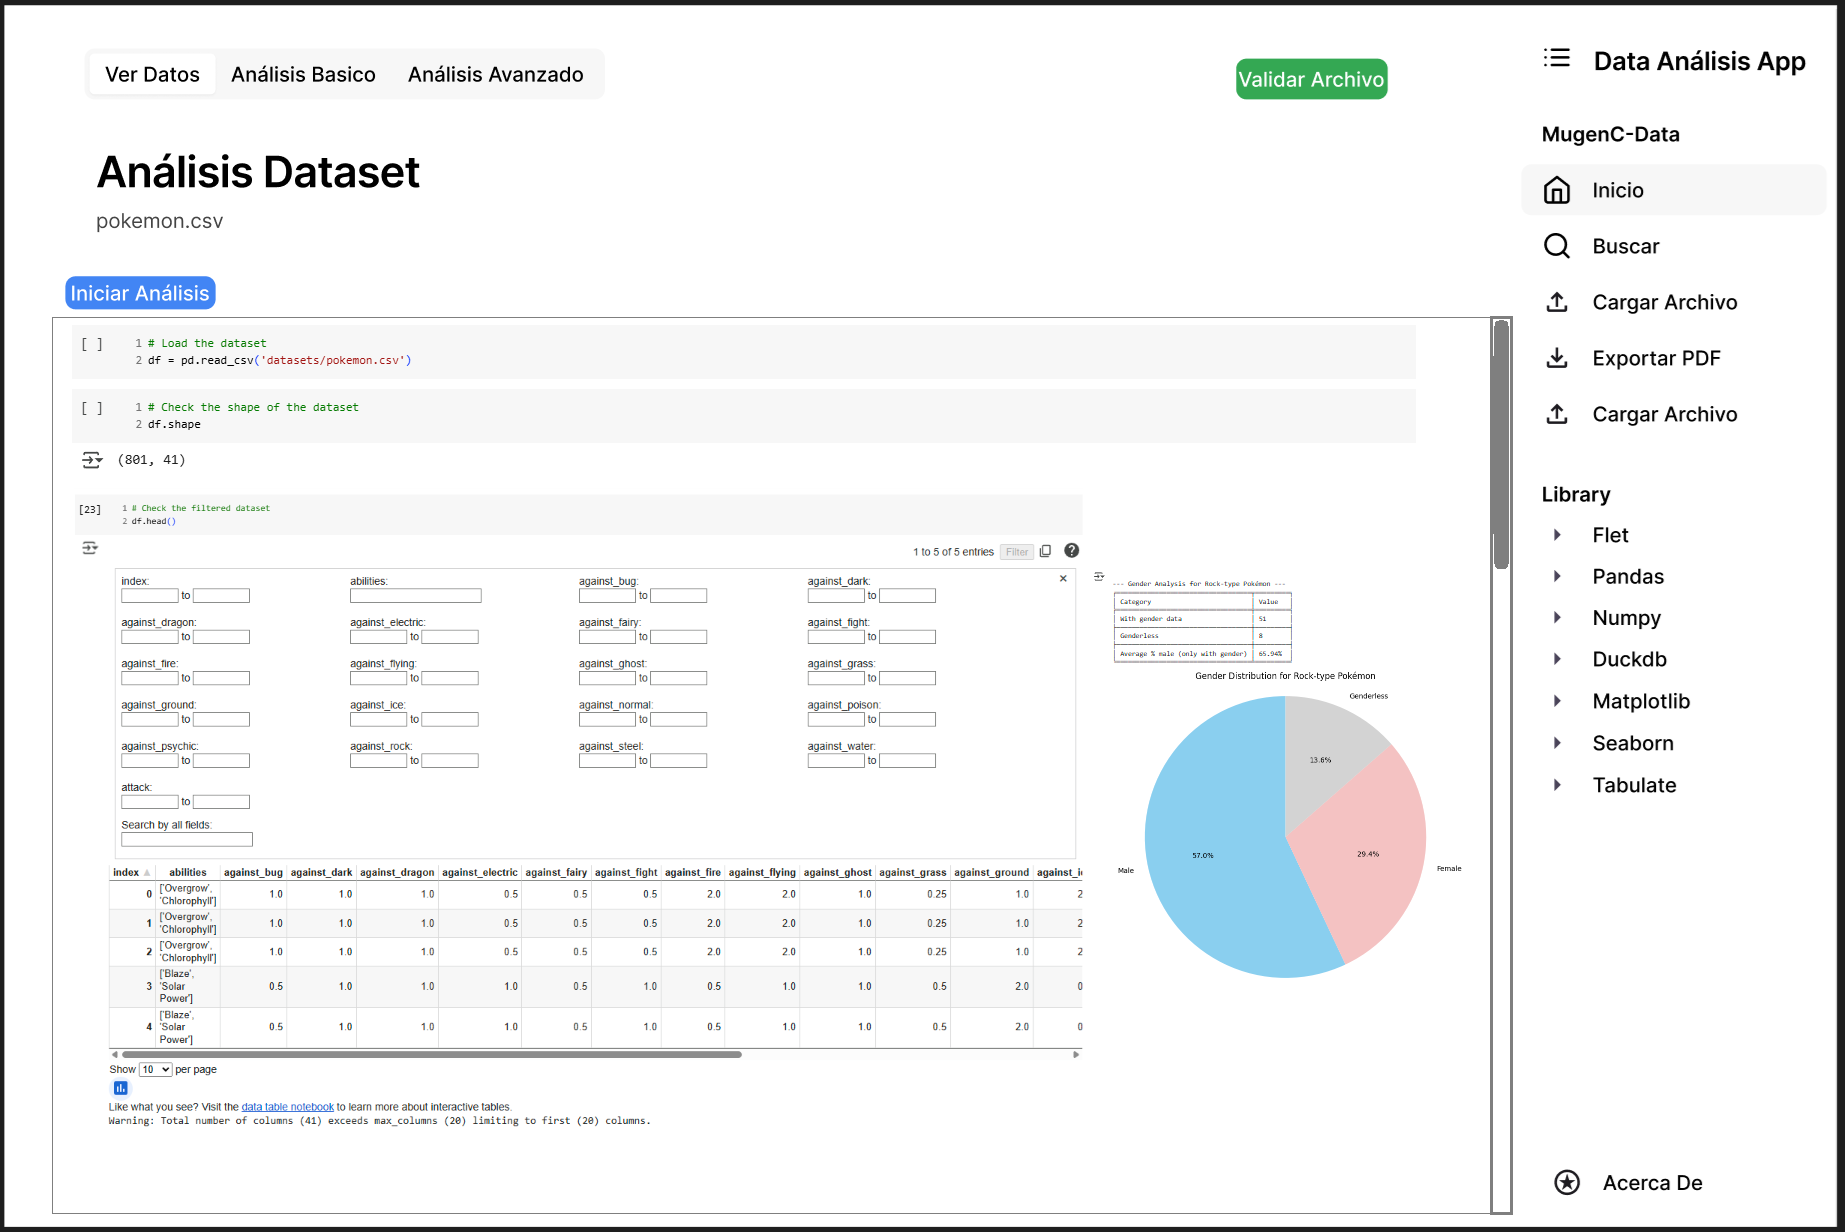 Ver Datos Análisis Basico Análisis Avanzado
Validar Archivo
Análisis Dataset
pokemon.csv
Iniciar Análisis
[ ] 1 # Load the dataset
2 df = pd.read_csv('datasets/pokemon.csv')
[ ] 1 # Check the shape of the dataset
2 df.shape
(801, 41)
[23] 1 # Check the filtered dataset
2 df.head()
1 to 5 of 5 entries Filter
index: abilities: against_bug: against_dark:
to to to
against_dragon: against_electric: against_fairy: against_fight:
to to to to
against_fire: against_flying: against_ghost: against_grass:
to to to to
against_ground: against_ice: against_normal: against_poison:
to to to to
against_psychic: against_rock: against_steel: against_water:
to to to to
attack:
to
Search by all fields:
index abilities against_bug against_dark against_dragon against_electric against_fairy against_fight against_fire against_flying against_ghost against_grass against_ground against_i
0 ['Overgrow', 'Chlorophyll'] 1.0 1.0 1.0 0.5 0.5 0.5 2.0 2.0 1.0 0.25 1.0 2
1 ['Overgrow', 'Chlorophyll'] 1.0 1.0 1.0 0.5 0.5 0.5 2.0 2.0 1.0 0.25 1.0 2
2 ['Overgrow', 'Chlorophyll'] 1.0 1.0 1.0 0.5 0.5 0.5 2.0 2.0 1.0 0.25 1.0 2
3 ['Blaze', 'Solar Power'] 0.5 1.0 1.0 1.0 0.5 1.0 0.5 1.0 1.0 0.5 2.0 0
4 ['Blaze', 'Solar Power'] 0.5 1.0 1.0 1.0 0.5 1.0 0.5 1.0 1.0 0.5 2.0 0
Show 10 per page
Like what you see? Visit the data table notebook to learn more about interactive tables.
Warning: Total number of columns (41) exceeds max_columns (20) limiting to first (20) columns.
--- Gender Analysis for Rock-type Pokémon ---
Category Value
With gender data 51
Genderless 8
Average % male (only with gender) 65.94%
Gender Distribution for Rock-type Pokémon
Genderless
13.6%
57.0%
29.4%
Male
Female
Data Análisis App
MugenC-Data
Inicio
Buscar
Cargar Archivo
Exportar PDF
Cargar Archivo
Library
Flet
Pandas
Numpy
Duckdb
Matplotlib
Seaborn
Tabulate
Acerca De